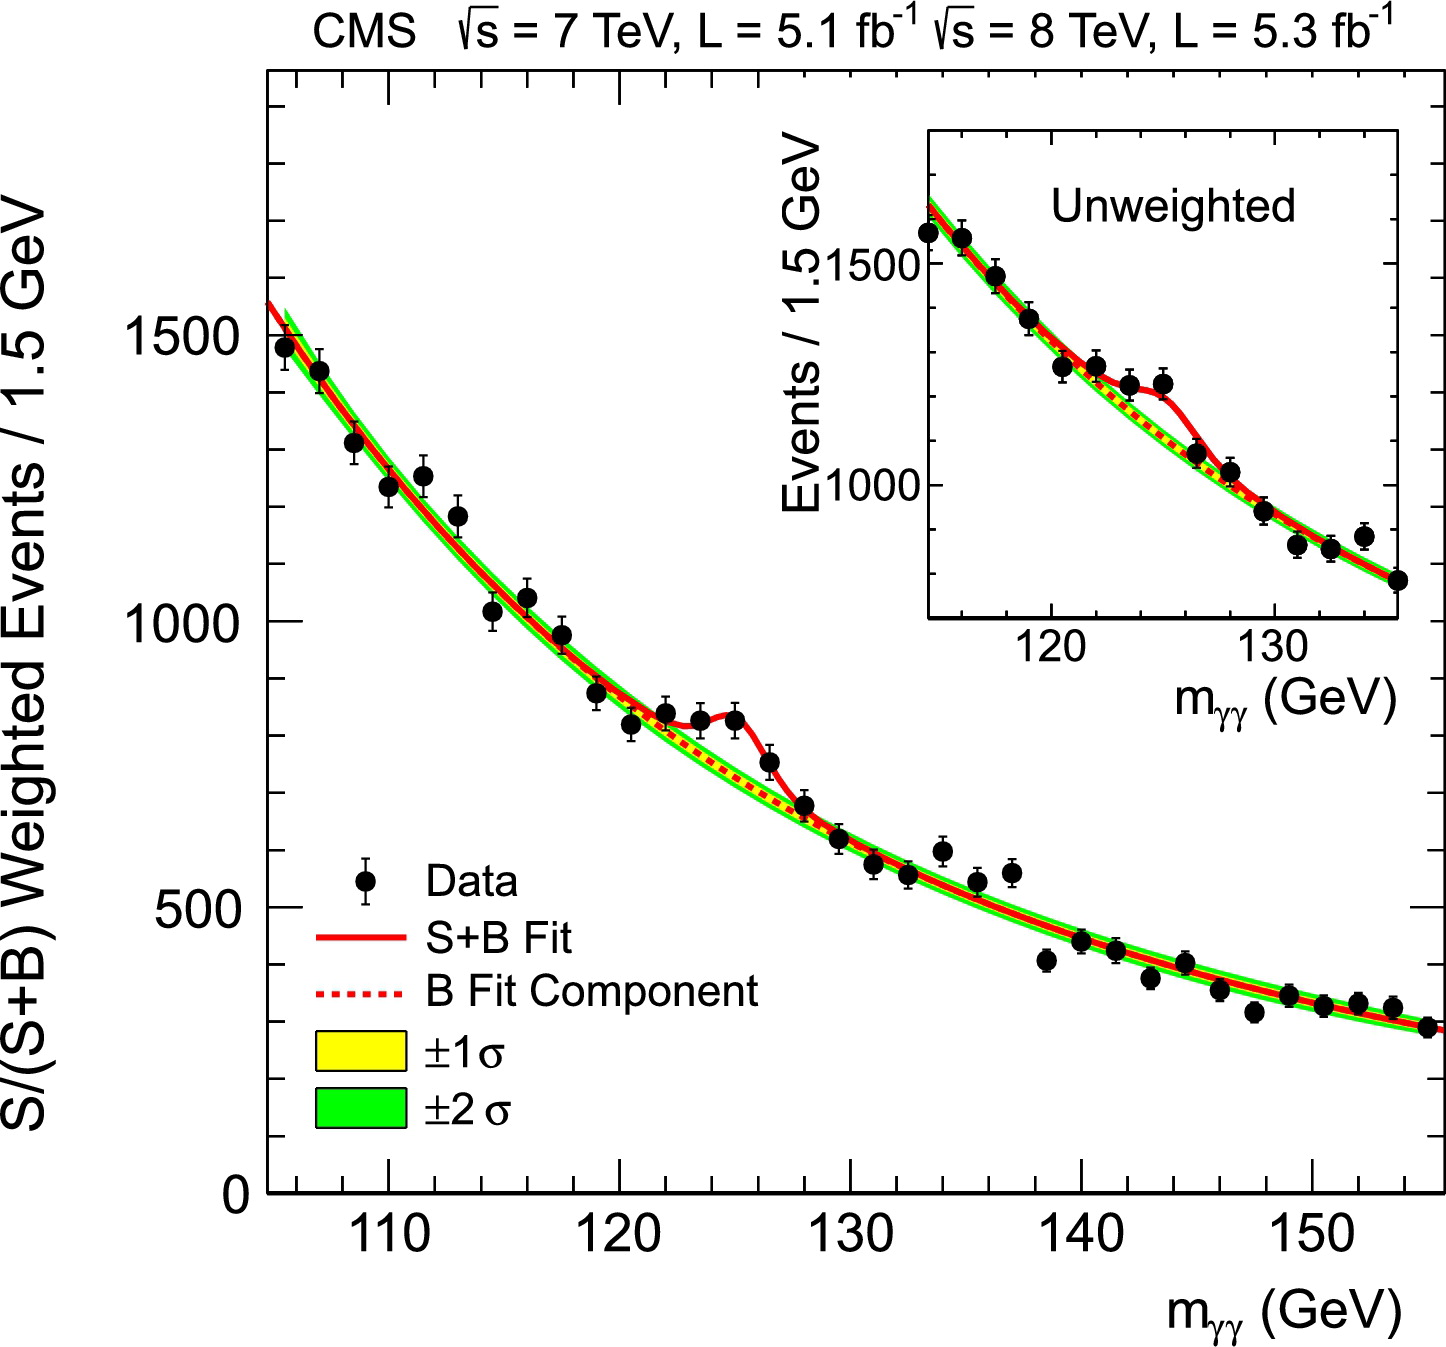 CMS √s = 7 TeV, L = 5.1 fb⁻¹ √s = 8 TeV, L = 5.3 fb⁻¹
S/(S+B) Weighted Events / 1.5 GeV
1500
1000
500
0
110 120 130 140 150
mγγ (GeV)
Data
S+B Fit
B Fit Component
±1σ
±2 σ
Unweighted
Events / 1.5 GeV
1500
1000
120 130
mγγ (GeV)